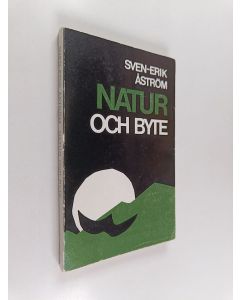 SVEN-ERIK
ÅSTRÖM
NATUR
OCH BYTE